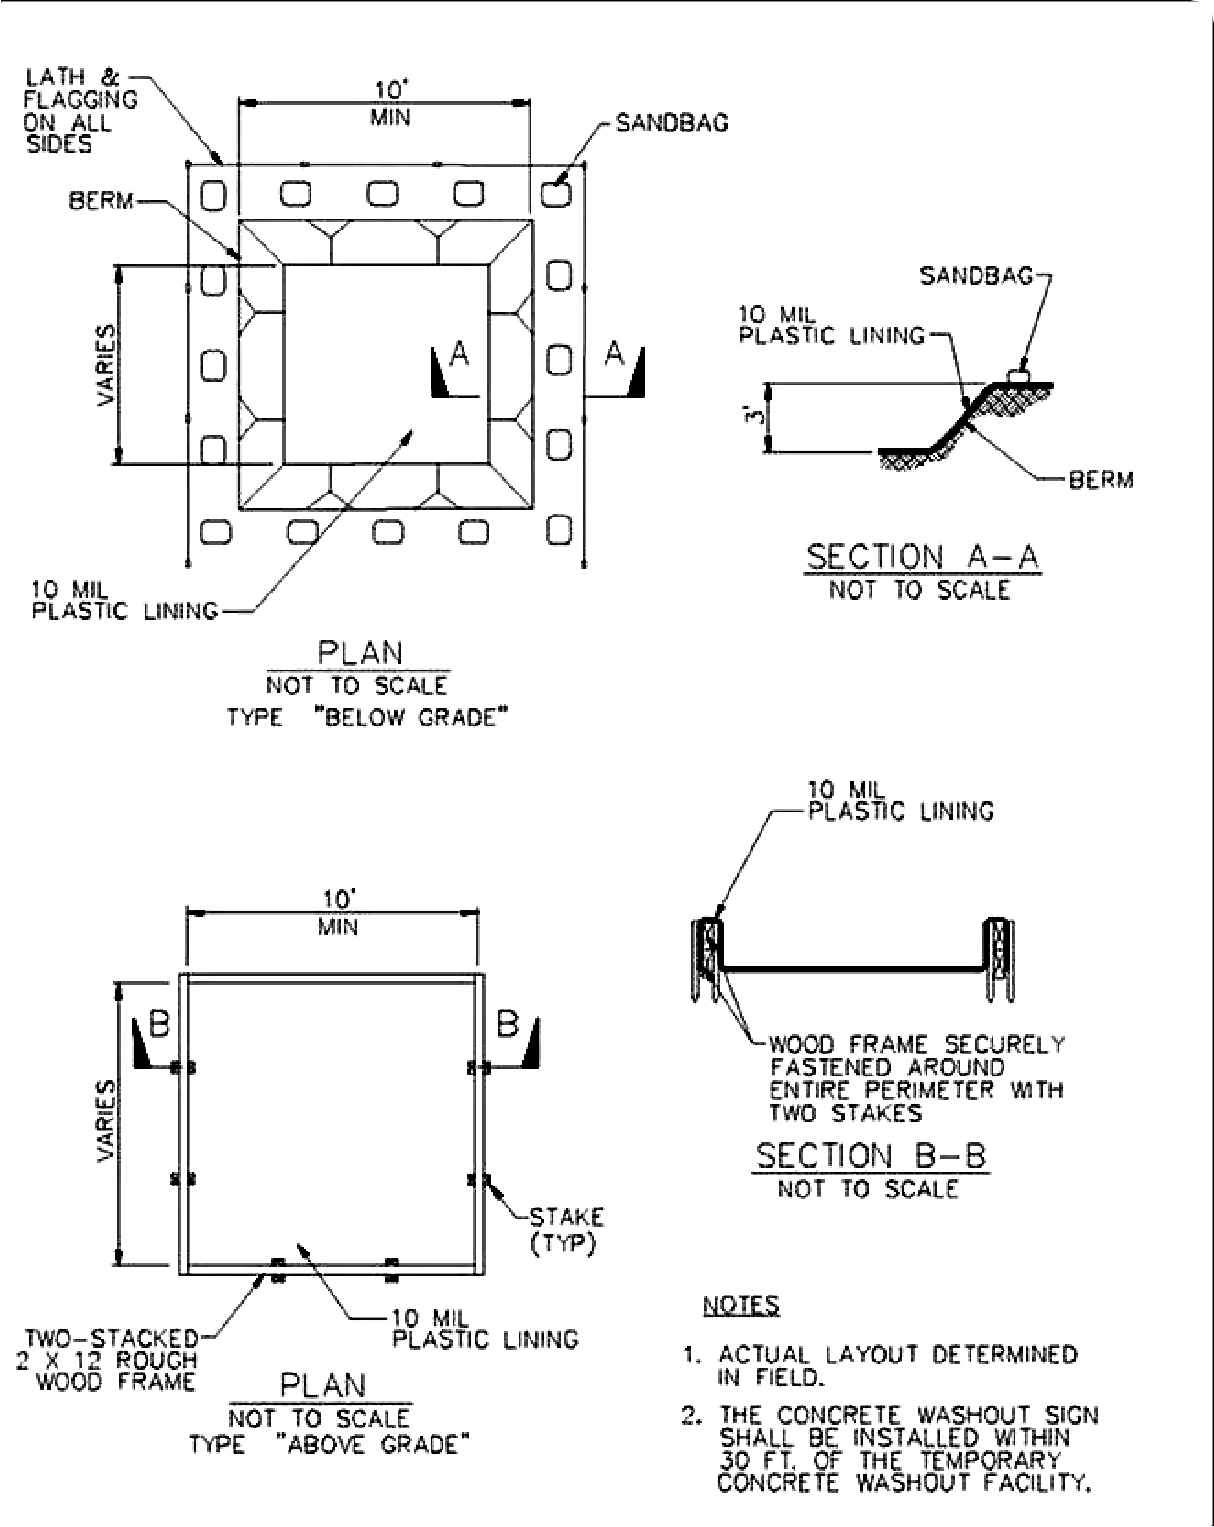 LATH &
FLAGGING
ON ALL
SIDES
10'
MIN
SANDBAG
BERM
VARIES
A
A
10 MIL
PLASTIC LINING
PLAN
NOT TO SCALE
TYPE "BELOW GRADE"
SANDBAG
10 MIL
PLASTIC LINING
3'
BERM
SECTION A-A
NOT TO SCALE
10'
MIN
B
B
VARIES
STAKE
(TYP)
10 MIL
PLASTIC LINING
TWO-STACKED
2 X 12 ROUGH
WOOD FRAME
PLAN
NOT TO SCALE
TYPE "ABOVE GRADE"
10 MIL
PLASTIC LINING
WOOD FRAME SECURELY
FASTENED AROUND
ENTIRE PERIMETER WITH
TWO STAKES
SECTION B-B
NOT TO SCALE
NOTES
1. ACTUAL LAYOUT DETERMINED
IN FIELD.
2. THE CONCRETE WASHOUT SIGN
SHALL BE INSTALLED WITHIN
30 FT. OF THE TEMPORARY
CONCRETE WASHOUT FACILITY.